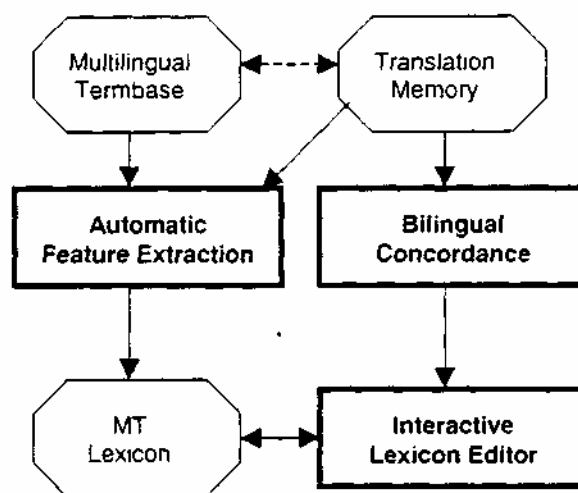 Multilingual
Termbase
Translation
Memory
Automatic
Feature Extraction
Bilingual
Concordance
MT
Lexicon
Interactive
Lexicon Editor